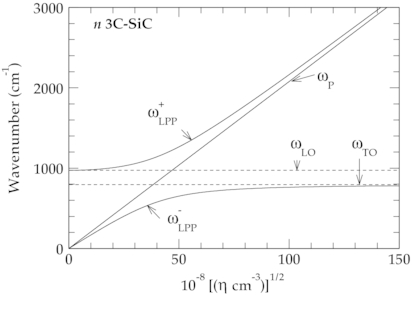 n 3C-SiC
Wavenumber (cm⁻¹)
3000
2000
1000
0
ω⁺LPP
ωP
ωLO
ωTO
ω⁻LPP
0
50
100
150
10⁻⁸ [(η cm⁻³)]¹/²